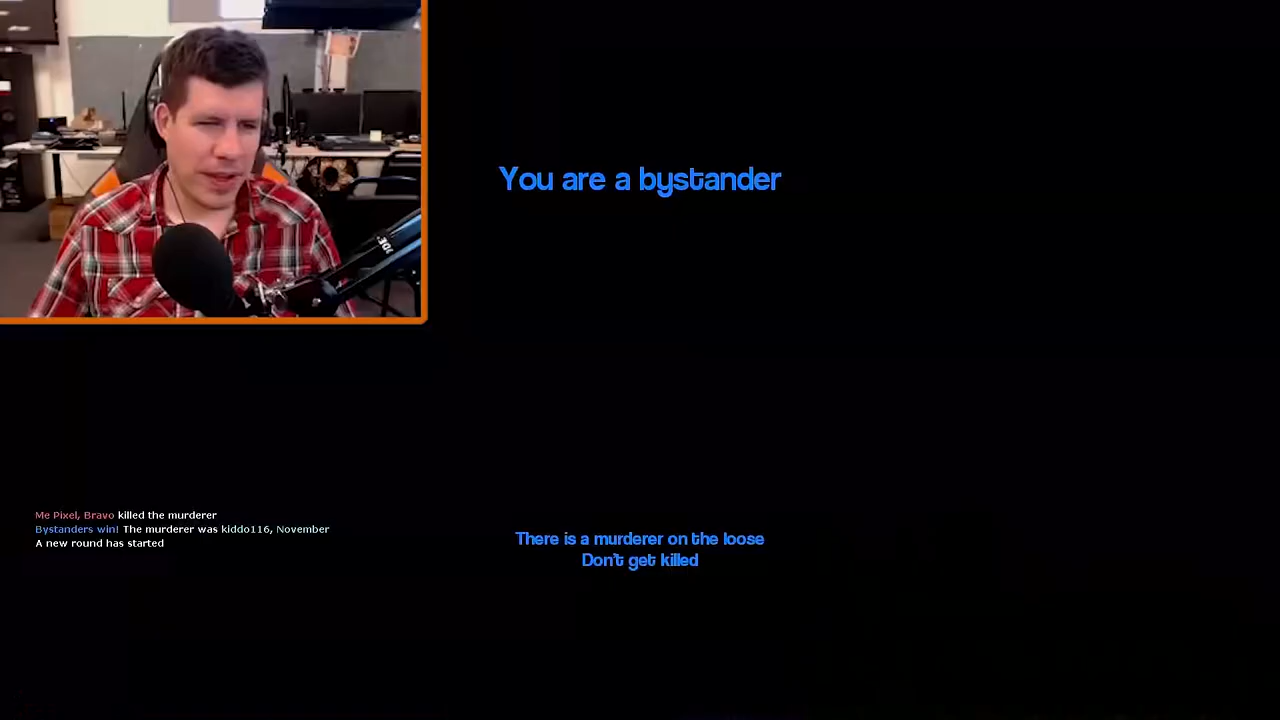 You are a bystander
Me Pixel, Bravo killed the murderer
Bystanders win! The murderer was kiddo116, November
A new round has started
There is a murderer on the loose
Don't get killed